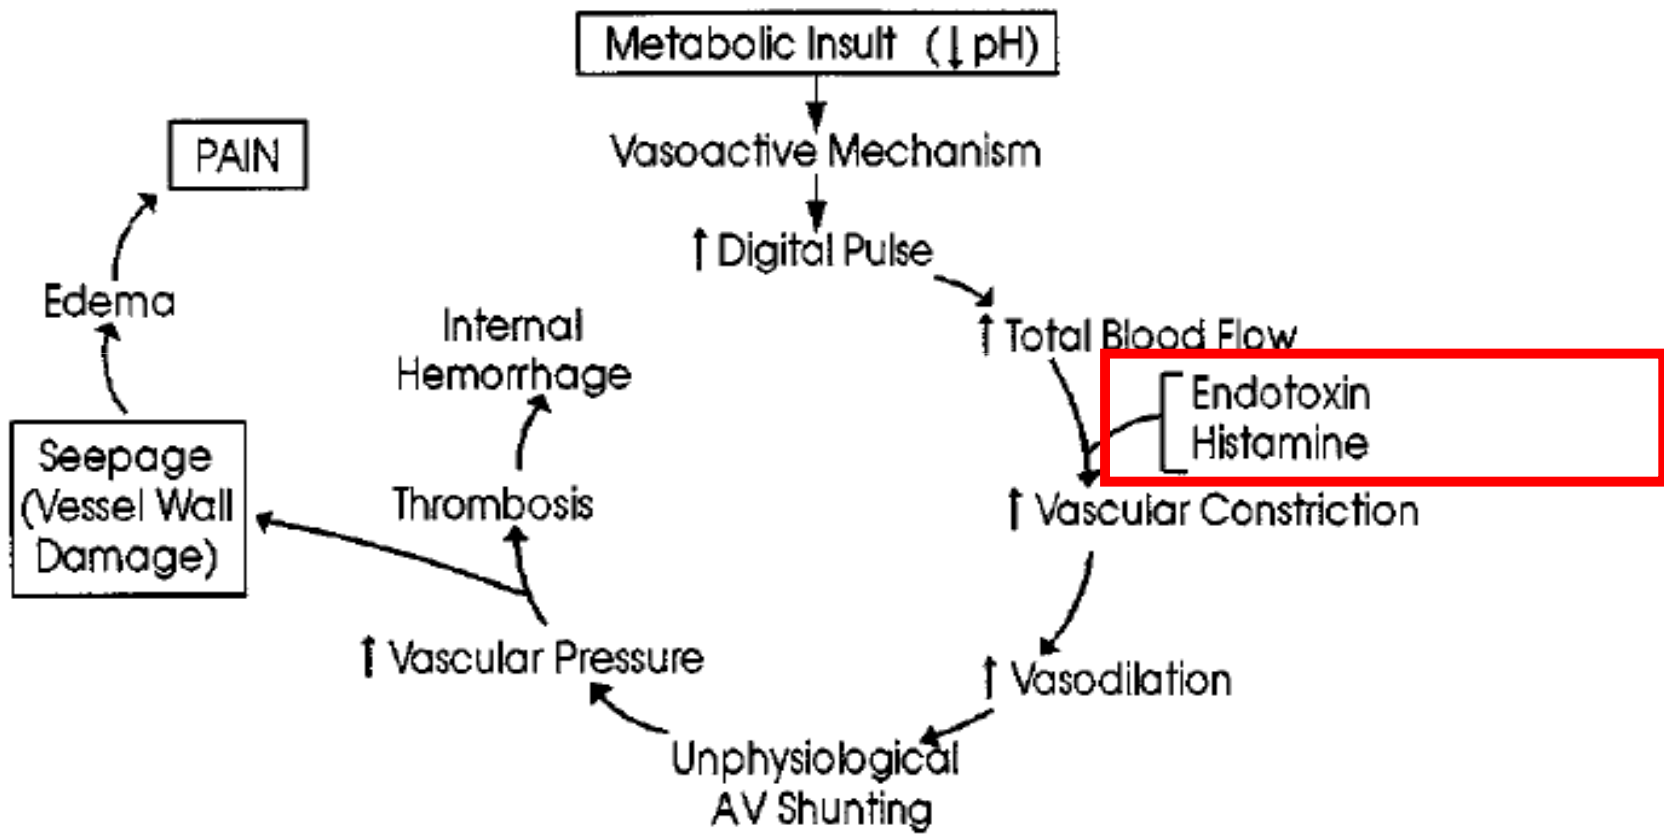 Metabolic Insult (↓ pH)
Vasoactive Mechanism
↑ Digital Pulse
↑ Total Blood Flow
Endotoxin
Histamine
↑ Vascular Constriction
↑ Vasodilation
Unphysiological
AV Shunting
↑ Vascular Pressure
Thrombosis
Internal
Hemorrhage
Seepage
(Vessel Wall
Damage)
Edema
PAIN